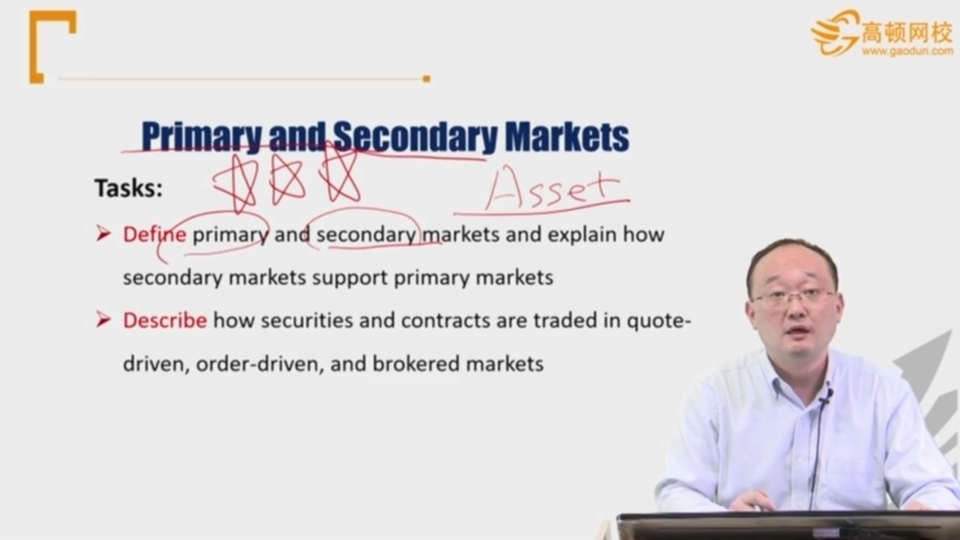 高顿网校
www.gaodun.com
Primary and Secondary Markets
Tasks:
Asset
Define primary and secondary markets and explain how
secondary markets support primary markets
Describe how securities and contracts are traded in quote-
driven, order-driven, and brokered markets